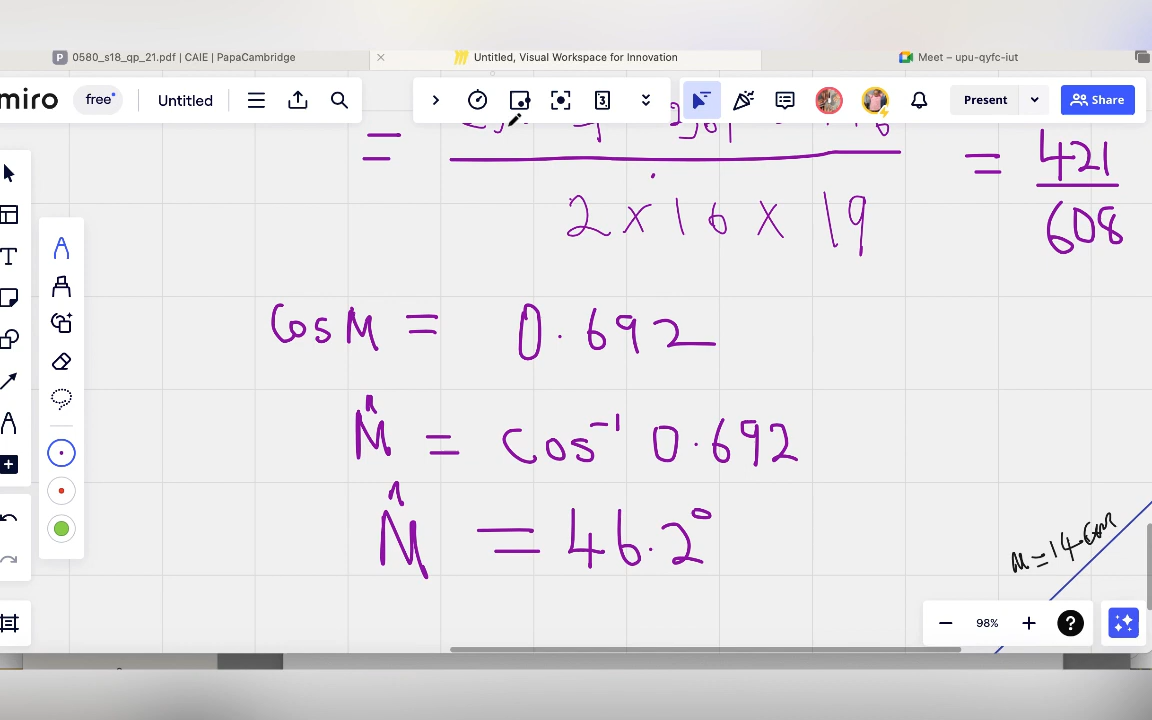 0580_s18_qp_21.pdf | CAIE | PapaCambridge
Untitled, Visual Workspace for Innovation
Meet – upu-qyfc-iut
miro
free
Untitled
Present
Share
=
2 x 16 x 19
= 421
608
Cos M = 0.692
M̂ = Cos⁻¹ 0.692
M̂ = 46.2°
M = 14cm
98%